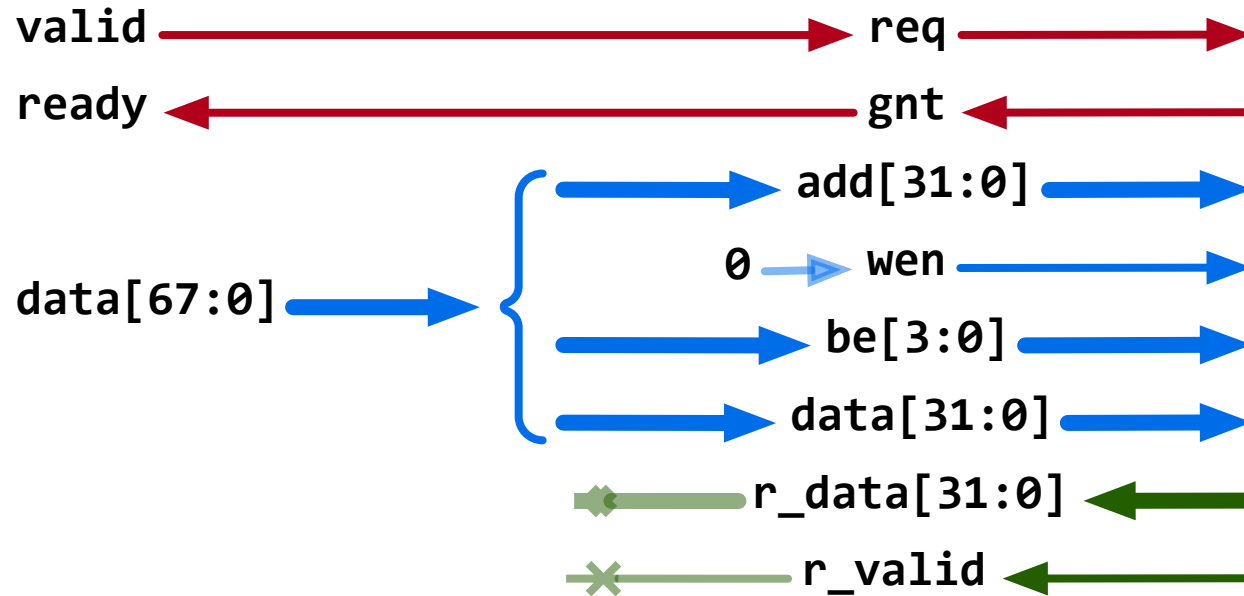 valid req
ready gnt
add[31:0]
0 wen
data[67:0]
be[3:0]
data[31:0]
r_data[31:0]
r_valid